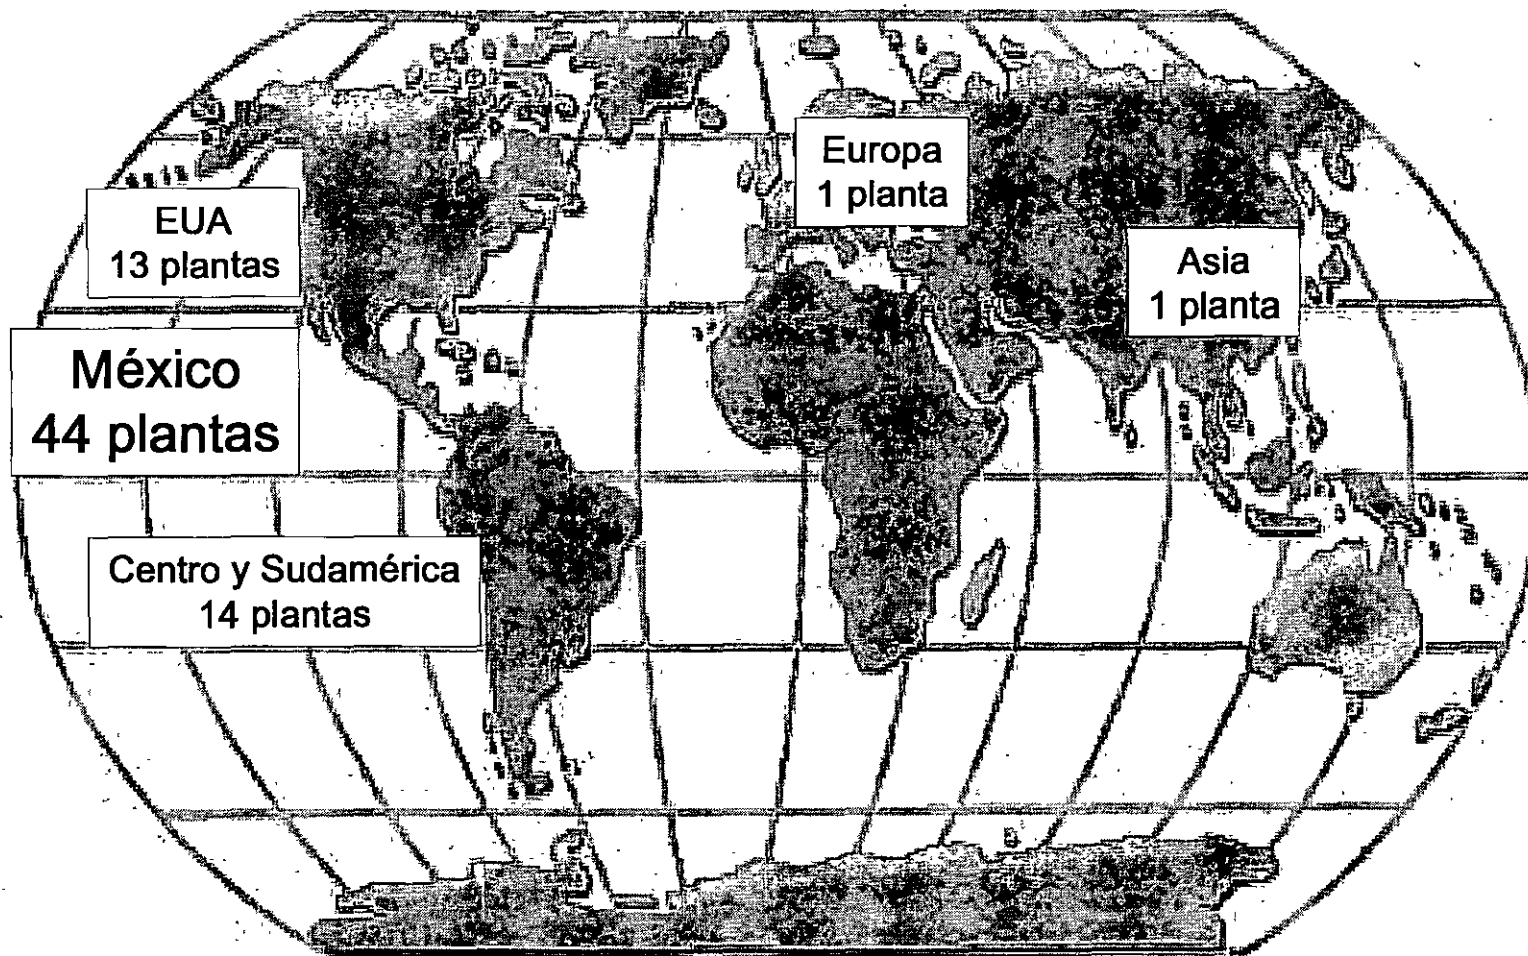 Europa
1 planta
EUA
13 plantas
Asia
1 planta
México
44 plantas
Centro y Sudamérica
14 plantas